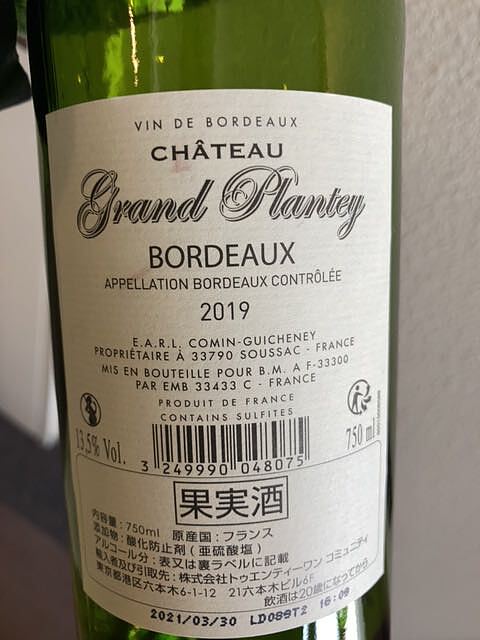 VIN DE BORDEAUX
CHÂTEAU
Grand Plantey
BORDEAUX
APPELLATION BORDEAUX CONTRÔLÉE
2019
E.A.R.L. COMIN-GUICHENEY
PROPRIÉTAIRE À 33790 SOUSSAC - FRANCE
MIS EN BOUTEILLE POUR B.M. A F-33300
PAR EMB 33433 C - FRANCE
PRODUIT DE FRANCE
CONTAINS SULFITES
13,5% Vol.
750 ml
3 249990 048075
果実酒
内容量:750ml 原産国:フランス
添加物:酸化防止剤(亜硫酸塩)
アルコール分:表又は裏ラベルに記載
輸入者及び引取先:株式会社トゥエンティーワン コミュニティ
東京都港区六本木6-1-12 21六本木ビル6F
飲酒は20歳になってから
2021/03/30 LD089T2 16:09